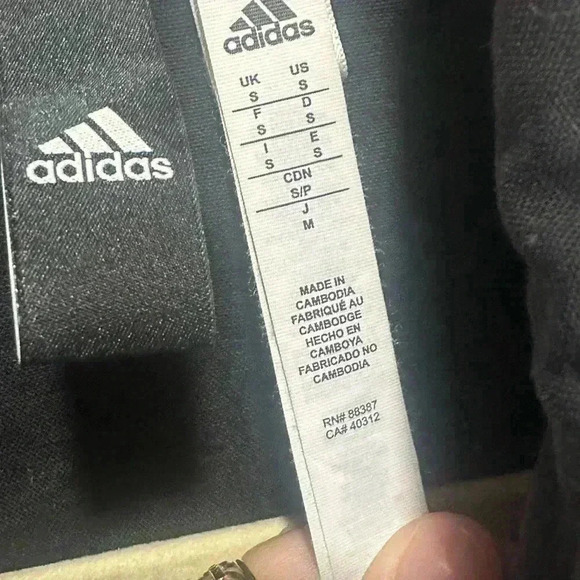 adidas
adidas
UK US
S S
F D
S S
I E
S S
CDN
S/P
J
M
MADE IN
CAMBODIA
FABRIQUÉ AU
CAMBODGE
HECHO EN
CAMBOYA
FABRICADO NO
CAMBODIA
RN# 88387
CA# 40312